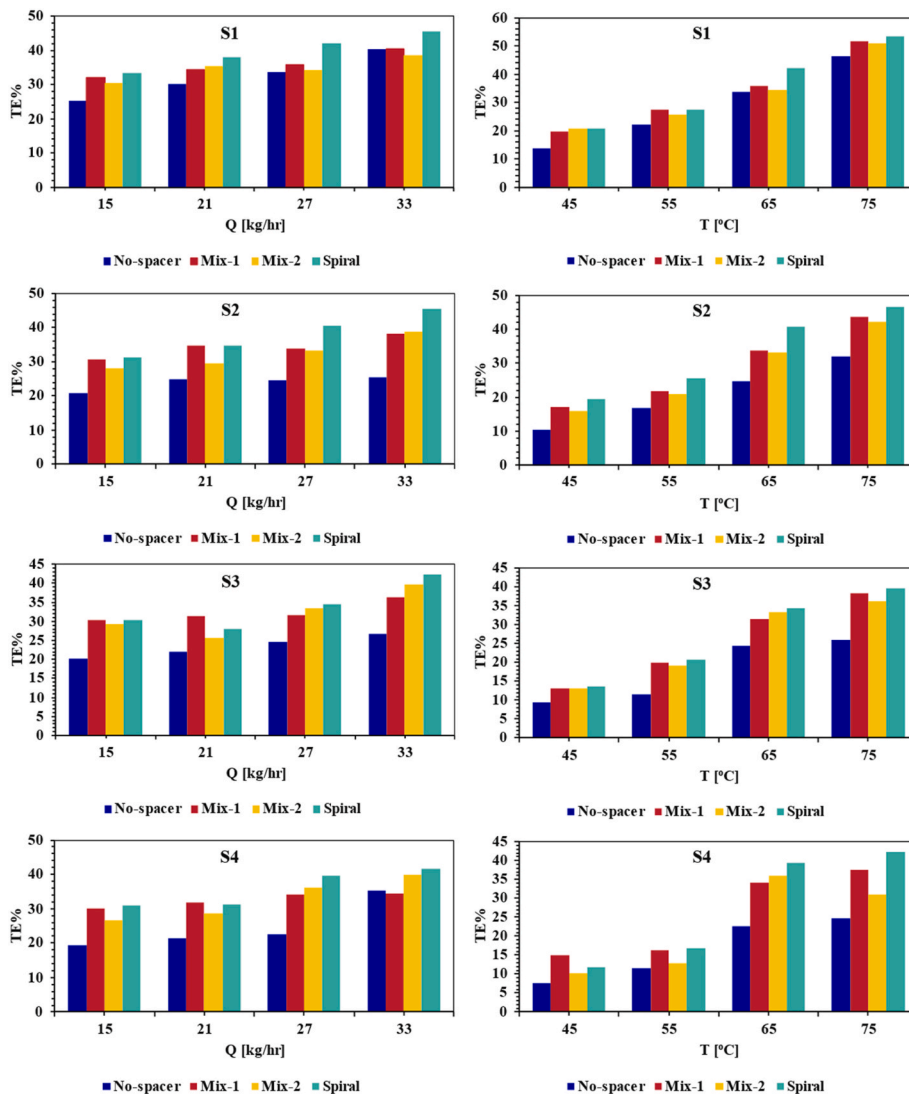 S1
TE%
50
40
30
20
10
0
15 21 27 33
Q [kg/hr]
No-spacer Mix-1 Mix-2 Spiral
S1
TE%
60
50
40
30
20
10
0
45 55 65 75
T [ºC]
No-spacer Mix-1 Mix-2 Spiral
S2
TE%
50
40
30
20
10
0
15 21 27 33
Q [kg/hr]
No-spacer Mix-1 Mix-2 Spiral
S2
TE%
50
40
30
20
10
0
45 55 65 75
T [ºC]
No-spacer Mix-1 Mix-2 Spiral
S3
TE%
45
40
35
30
25
20
15
10
5
0
15 21 27 33
Q [kg/hr]
No-spacer Mix-1 Mix-2 Spiral
S3
TE%
45
40
35
30
25
20
15
10
5
0
45 55 65 75
T [ºC]
No-spacer Mix-1 Mix-2 Spiral
S4
TE%
50
40
30
20
10
0
15 21 27 33
Q [kg/hr]
No-spacer Mix-1 Mix-2 Spiral
S4
TE%
45
40
35
30
25
20
15
10
5
0
45 55 65 75
T [ºC]
No-spacer Mix-1 Mix-2 Spiral